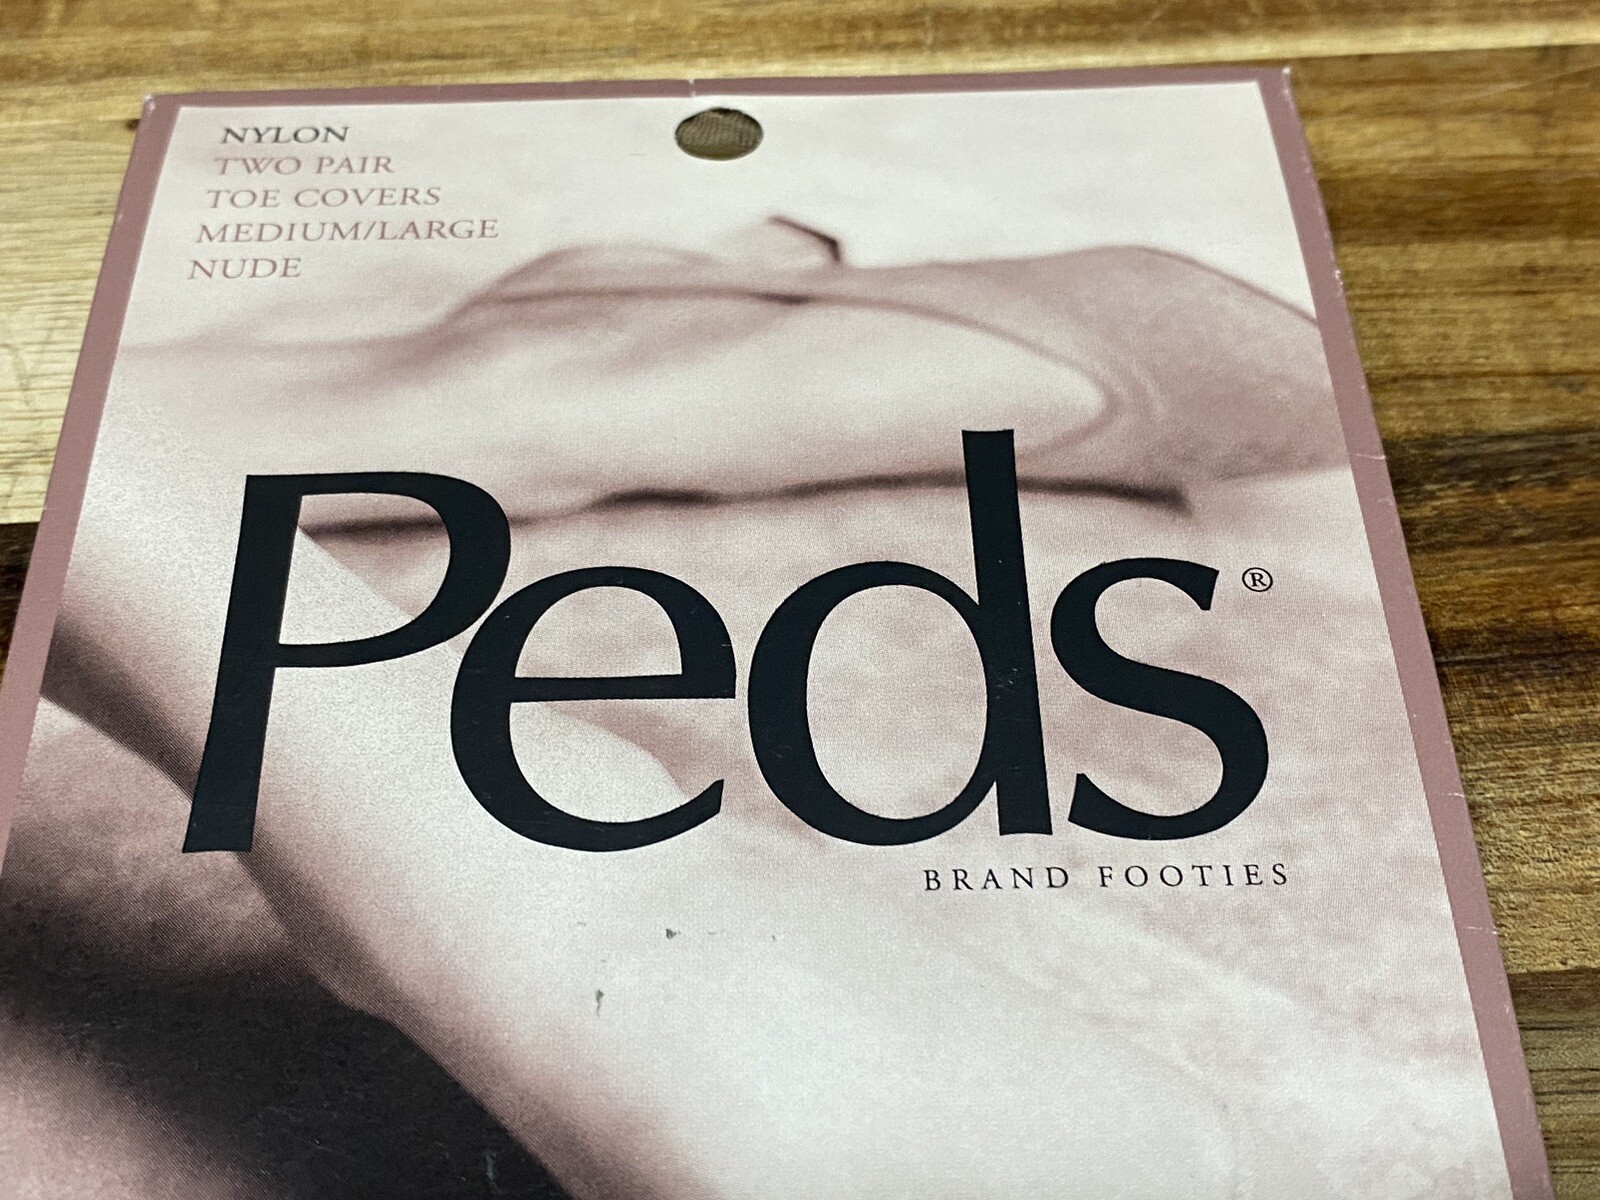 NYLON
TWO PAIR
TOE COVERS
MEDIUM/LARGE
NUDE
Peds®
BRAND FOOTIES